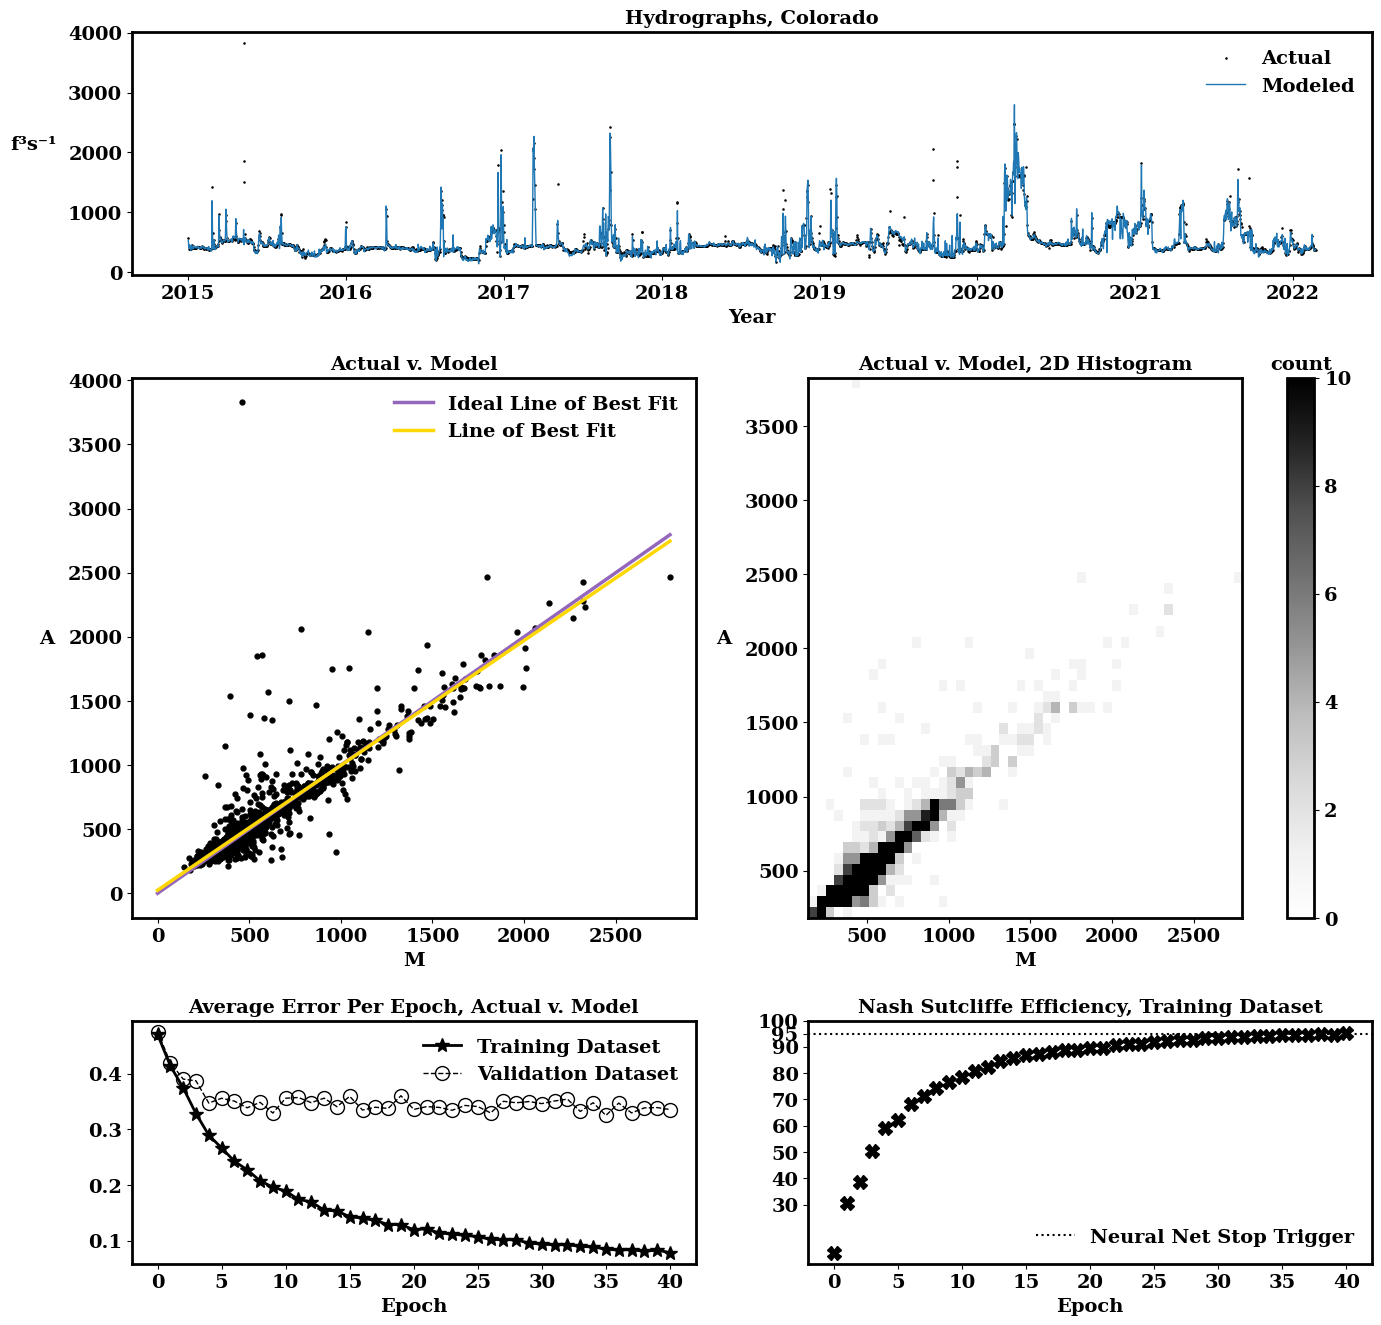 Hydrographs, Colorado
4000
3000
2000
1000
0
f³s⁻¹
Actual
Modeled
2015 2016 2017 2018 2019 2020 2021 2022
Year
Actual v. Model
4000
3500
3000
2500
2000
1500
1000
500
0
A
Ideal Line of Best Fit
Line of Best Fit
0 500 1000 1500 2000 2500
M
Actual v. Model, 2D Histogram
3500
3000
2500
2000
1500
1000
500
A
500 1000 1500 2000 2500
M
count
10
8
6
4
2
0
Average Error Per Epoch, Actual v. Model
0.4
0.3
0.2
0.1
Training Dataset
Validation Dataset
0 5 10 15 20 25 30 35 40
Epoch
Nash Sutcliffe Efficiency, Training Dataset
100
95
90
80
70
60
50
40
30
Neural Net Stop Trigger
0 5 10 15 20 25 30 35 40
Epoch